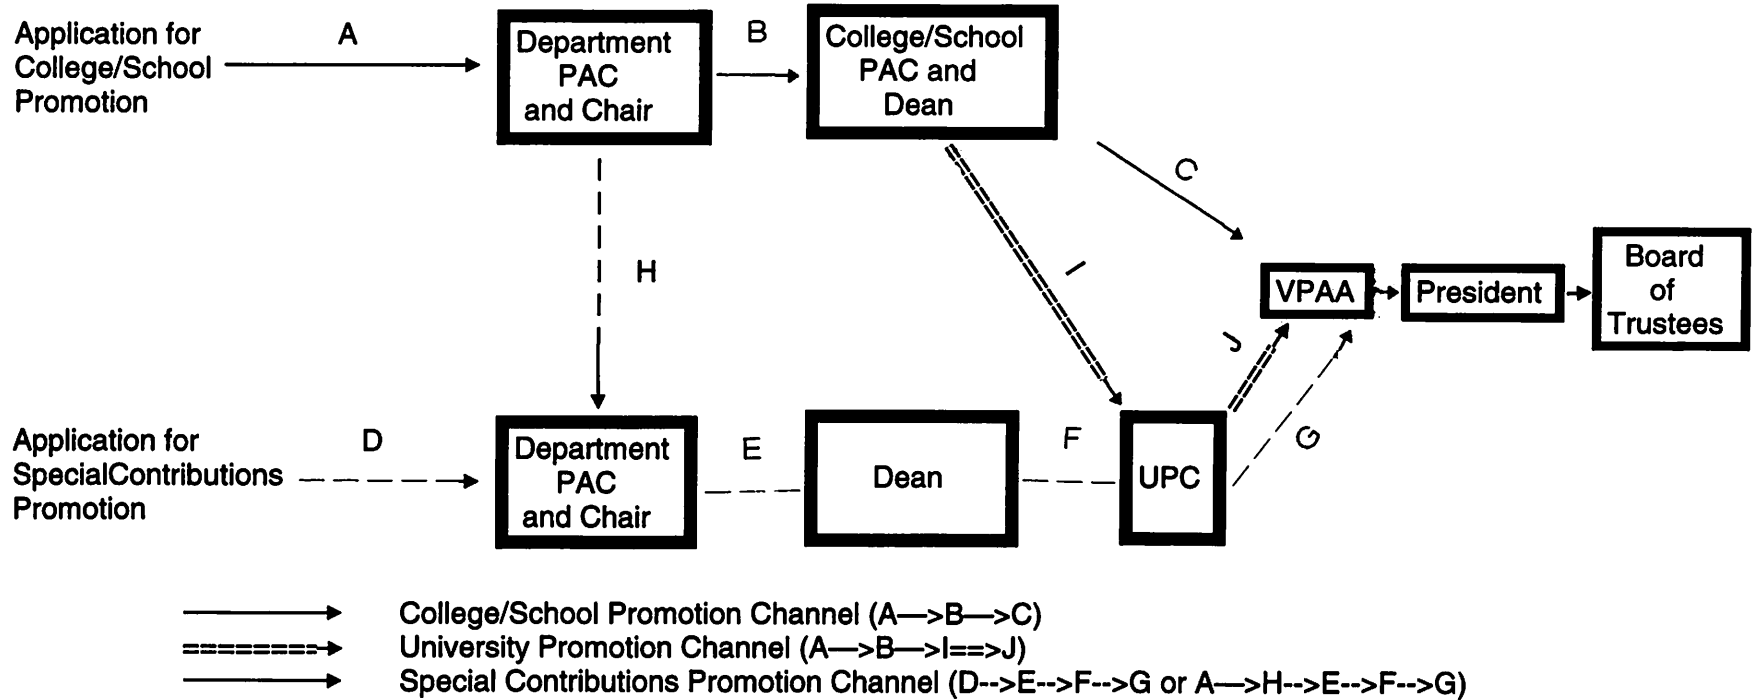 Application for
College/School
Promotion
A
Department
PAC
and Chair
B
College/School
PAC and
Dean
C
H
I
J
VPAA
President
Board
of
Trustees
Application for
SpecialContributions
Promotion
D
Department
PAC
and Chair
E
Dean
F
UPC
G
College/School Promotion Channel (A—>B—>C)
University Promotion Channel (A—>B—>I==>J)
Special Contributions Promotion Channel (D-->E-->F-->G or A—>H-->E-->F-->G)